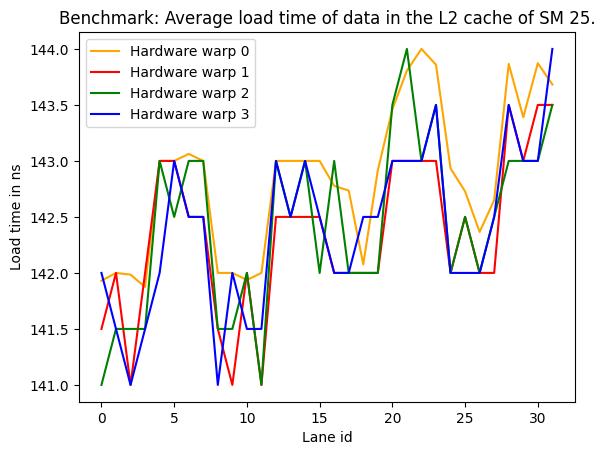 Benchmark: Average load time of data in the L2 cache of SM 25.
Hardware warp 0
Hardware warp 1
Hardware warp 2
Hardware warp 3
Load time in ns
144.0
143.5
143.0
142.5
142.0
141.5
141.0
0 5 10 15 20 25 30
Lane id